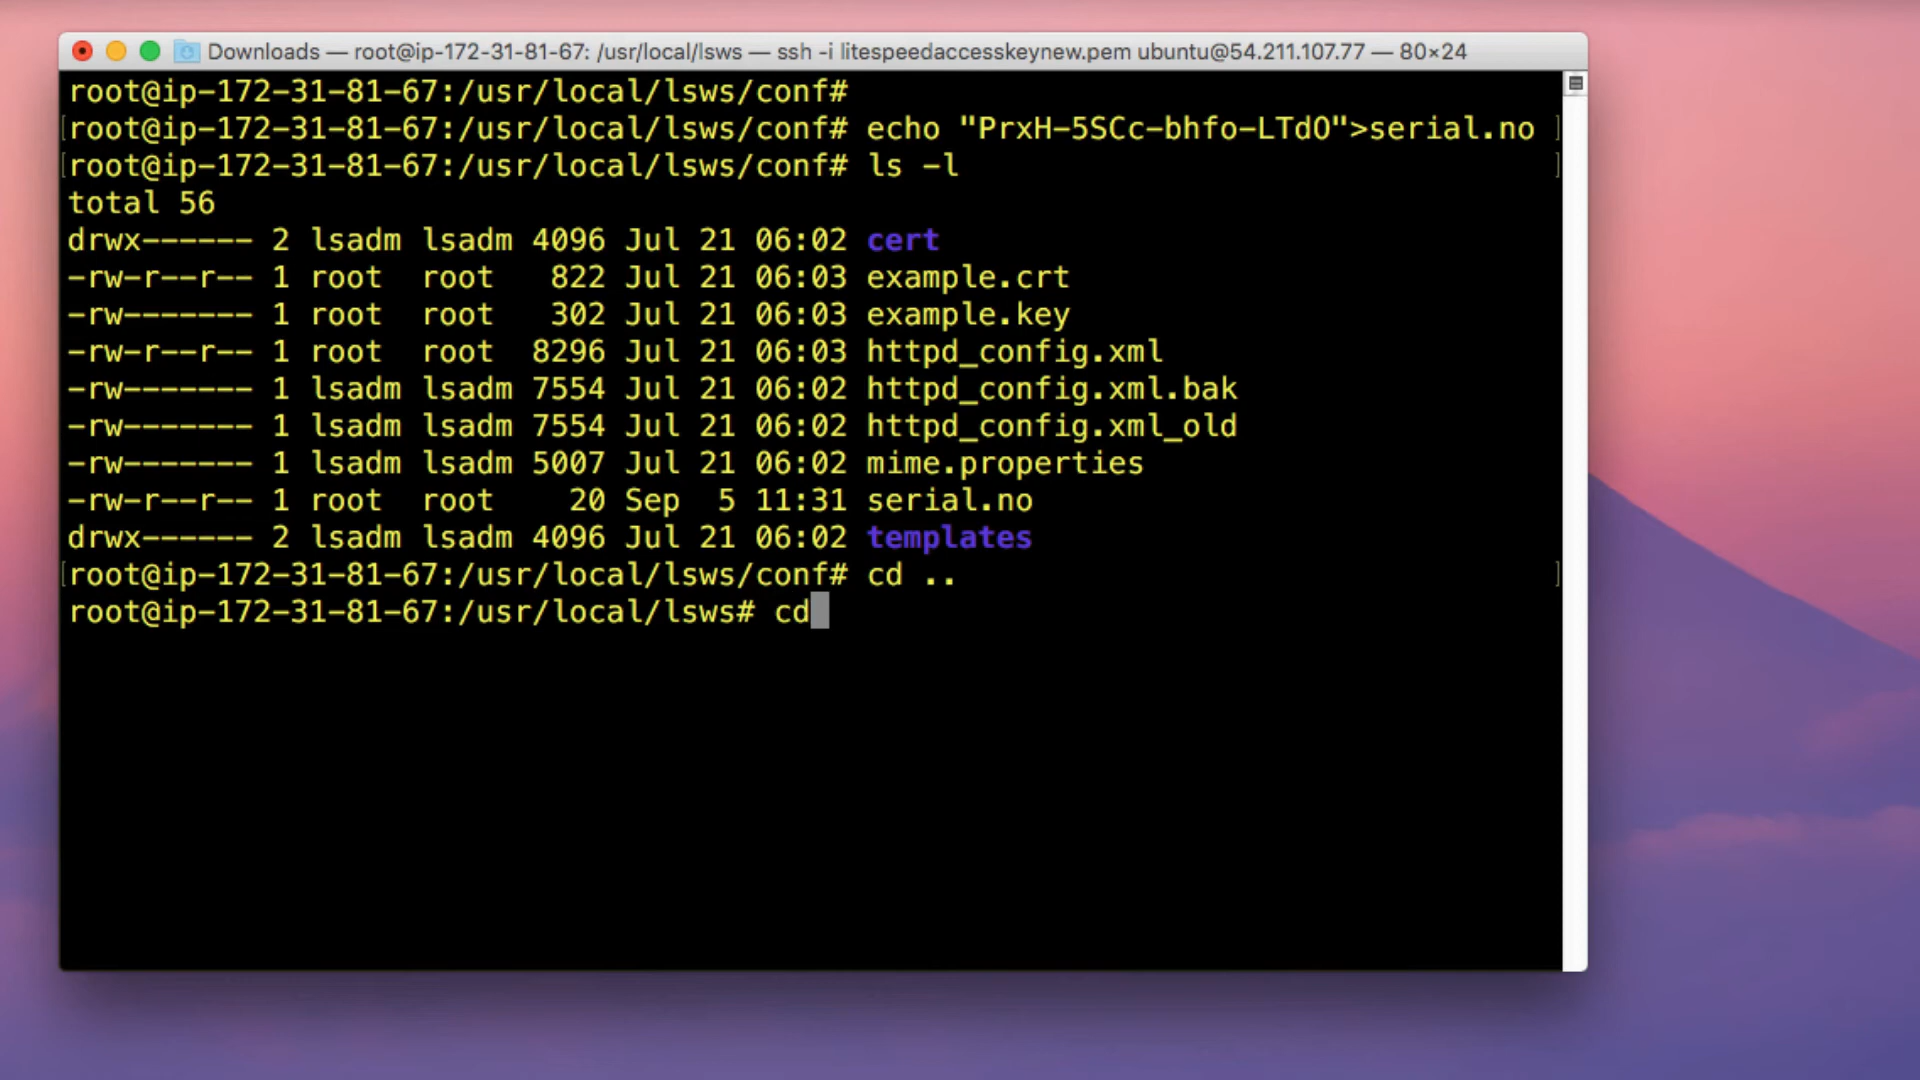 Downloads — root@ip-172-31-81-67: /usr/local/lsws — ssh -i litespeedaccesskeynew.pem ubuntu@54.211.107.77 — 80×24
root@ip-172-31-81-67:/usr/local/lsws/conf#
[root@ip-172-31-81-67:/usr/local/lsws/conf# echo "PrxH-5SCc-bhfo-LTdO">serial.no ]
[root@ip-172-31-81-67:/usr/local/lsws/conf# ls -l ]
total 56
drwx------ 2 lsadm lsadm 4096 Jul 21 06:02 cert
-rw-r--r-- 1 root  root   822 Jul 21 06:03 example.crt
-rw------- 1 root  root   302 Jul 21 06:03 example.key
-rw-r--r-- 1 root  root  8296 Jul 21 06:03 httpd_config.xml
-rw------- 1 lsadm lsadm 7554 Jul 21 06:02 httpd_config.xml.bak
-rw------- 1 lsadm lsadm 7554 Jul 21 06:02 httpd_config.xml_old
-rw------- 1 lsadm lsadm 5007 Jul 21 06:02 mime.properties
-rw-r--r-- 1 root  root    20 Sep  5 11:31 serial.no
drwx------ 2 lsadm lsadm 4096 Jul 21 06:02 templates
[root@ip-172-31-81-67:/usr/local/lsws/conf# cd .. ]
root@ip-172-31-81-67:/usr/local/lsws# cd